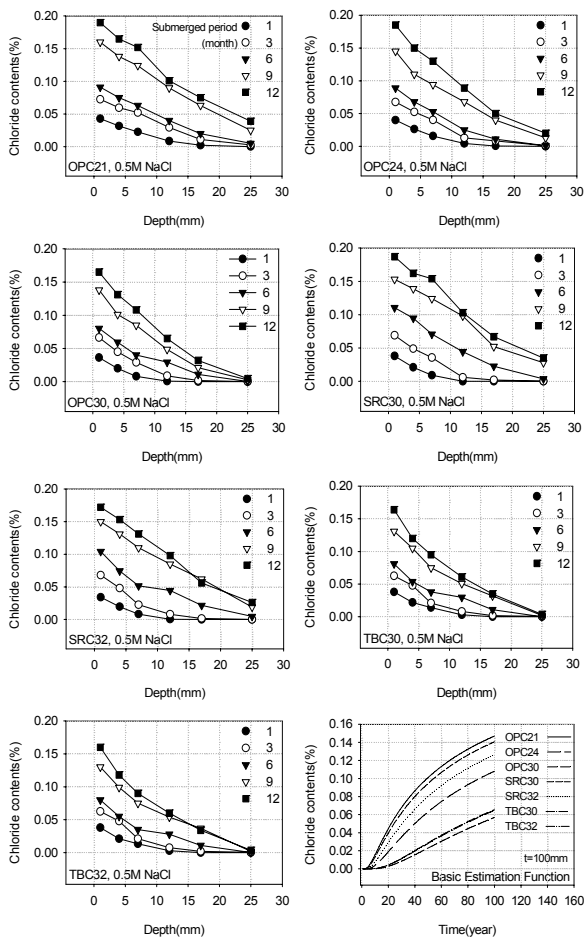 0.20
0.15
0.10
0.05
0.00
Chloride contents(%)
Submerged period
(month)
1
3
6
9
12
OPC21, 0.5M NaCl
0 5 10 15 20 25 30
Depth(mm)
0.20
0.15
0.10
0.05
0.00
Chloride contents(%)
1
3
6
9
12
OPC24, 0.5M NaCl
0 5 10 15 20 25 30
Depth(mm)
0.20
0.15
0.10
0.05
0.00
Chloride contents(%)
1
3
6
9
12
OPC30, 0.5M NaCl
0 5 10 15 20 25 30
Depth(mm)
0.20
0.15
0.10
0.05
0.00
Chloride contents(%)
1
3
6
9
12
SRC30, 0.5M NaCl
0 5 10 15 20 25 30
Depth(mm)
0.20
0.15
0.10
0.05
0.00
Chloride contents(%)
1
3
6
9
12
SRC32, 0.5M NaCl
0 5 10 15 20 25 30
Depth(mm)
0.20
0.15
0.10
0.05
0.00
Chloride contents(%)
1
3
6
9
12
TBC30, 0.5M NaCl
0 5 10 15 20 25 30
Depth(mm)
0.20
0.15
0.10
0.05
0.00
Chloride contents(%)
1
3
6
9
12
TBC32, 0.5M NaCl
0 5 10 15 20 25 30
Depth(mm)
0.16
0.14
0.12
0.10
0.08
0.06
0.04
0.02
0.00
Chloride contents(%)
OPC21
OPC24
OPC30
SRC30
SRC32
TBC30
TBC32
t=100mm
Basic Estimation Function
0 20 40 60 80 100 120 140 160
Time(year)